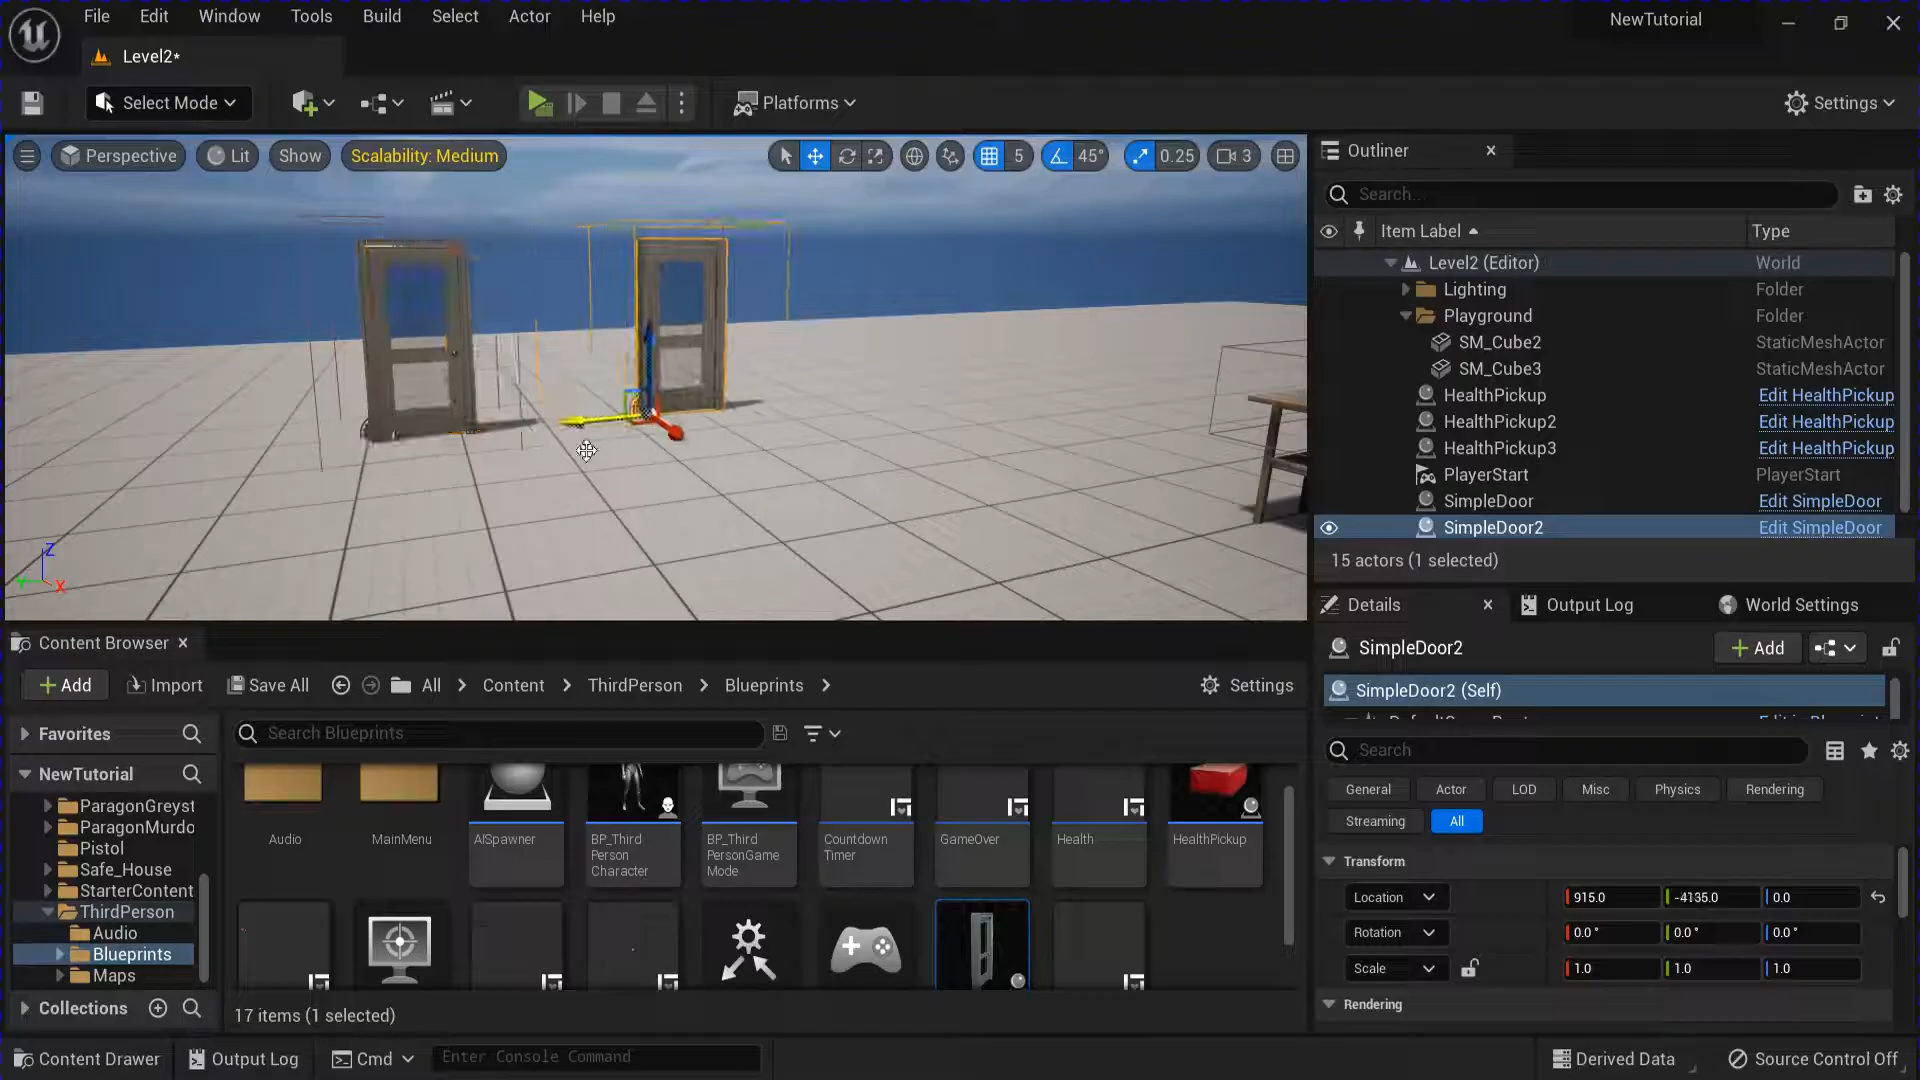 File Edit Window Tools Build Select Actor Help
NewTutorial
Level2*
Select Mode
Platforms
Settings
Perspective
Lit
Show
Scalability: Medium
5
45°
0.25
3
Z
X
Outliner
Search...
Item Label Type
Level2 (Editor) World
Lighting Folder
Playground Folder
SM_Cube2 StaticMeshActor
SM_Cube3 StaticMeshActor
HealthPickup Edit HealthPickup
HealthPickup2 Edit HealthPickup
HealthPickup3 Edit HealthPickup
PlayerStart PlayerStart
SimpleDoor Edit SimpleDoor
SimpleDoor2 Edit SimpleDoor
15 actors (1 selected)
Details
Output Log
World Settings
SimpleDoor2
Add
SimpleDoor2 (Self)
Search
General Actor LOD Misc Physics Rendering
Streaming All
Transform
Location 915.0 -4135.0 0.0
Rotation 0.0° 0.0° 0.0°
Scale 1.0 1.0 1.0
Rendering
Content Browser
Add
Import
Save All
All Content ThirdPerson Blueprints
Settings
Favorites
NewTutorial
ParagonGreyst
ParagonMurdo
Pistol
Safe_House
StarterContent
ThirdPerson
Audio
Blueprints
Maps
Collections
Search Blueprints
Audio
MainMenu
AISpawner
BP_Third
Person
Character
BP_Third
PersonGame
Mode
Countdown
Timer
GameOver
Health
HealthPickup
17 items (1 selected)
Content Drawer
Output Log
Cmd
Enter Console Command
Derived Data
Source Control Off